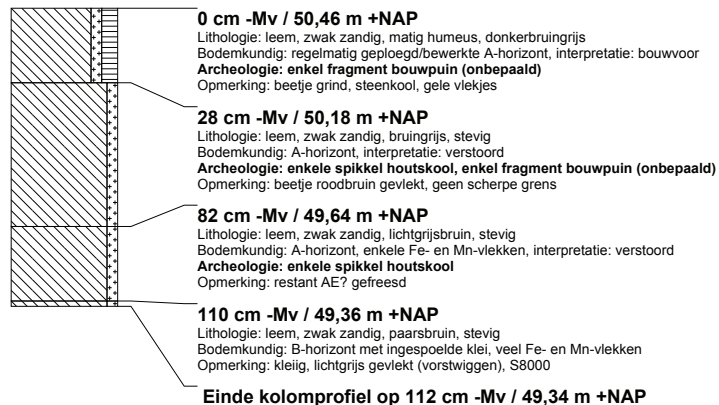 0 cm -Mv / 50,46 m +NAP
Lithologie: leem, zwak zandig, matig humeus, donkerbruingrijs
Bodemkundig: regelmatig geploegd/bewerkte A-horizont, interpretatie: bouwvoor
Archeologie: enkel fragment bouwpuin (onbepaald)
Opmerking: beetje grind, steenkool, gele vlekjes
28 cm -Mv / 50,18 m +NAP
Lithologie: leem, zwak zandig, bruingrijs, stevig
Bodemkundig: A-horizont, interpretatie: verstoord
Archeologie: enkele spikkel houtskool, enkel fragment bouwpuin (onbepaald)
Opmerking: beetje roodbruin gevlekt, geen scherpe grens
82 cm -Mv / 49,64 m +NAP
Lithologie: leem, zwak zandig, lichtgrijsbruin, stevig
Bodemkundig: A-horizont, enkele Fe- en Mn-vlekken, interpretatie: verstoord
Archeologie: enkele spikkel houtskool
Opmerking: restant AE? gefreesd
110 cm -Mv / 49,36 m +NAP
Lithologie: leem, zwak zandig, paarsbruin, stevig
Bodemkundig: B-horizont met ingespoelde klei, veel Fe- en Mn-vlekken
Opmerking: kleiig, lichtgrijs gevlekt (vorstwiggen), S8000
Einde kolomprofiel op 112 cm -Mv / 49,34 m +NAP